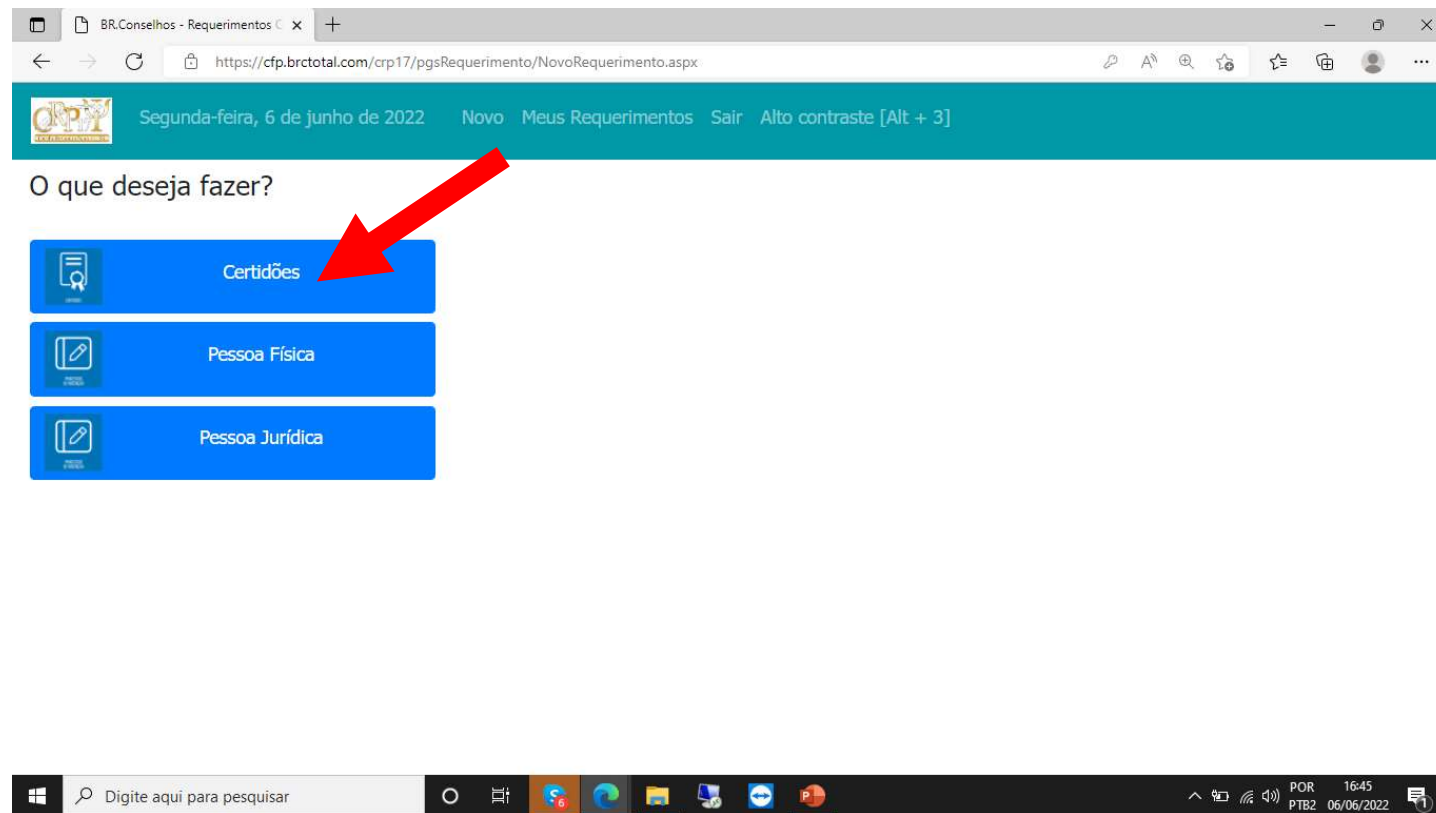 BR.Conselhos - Requerimentos C
https://cfp.brctotal.com/crp17/pgsRequerimento/NovoRequerimento.aspx
CRP17
Segunda-feira, 6 de junho de 2022 Novo Meus Requerimentos Sair Alto contraste [Alt + 3]
O que deseja fazer?
Certidões
Pessoa Física
Pessoa Jurídica
Digite aqui para pesquisar
POR 16:45
PTB2 06/06/2022